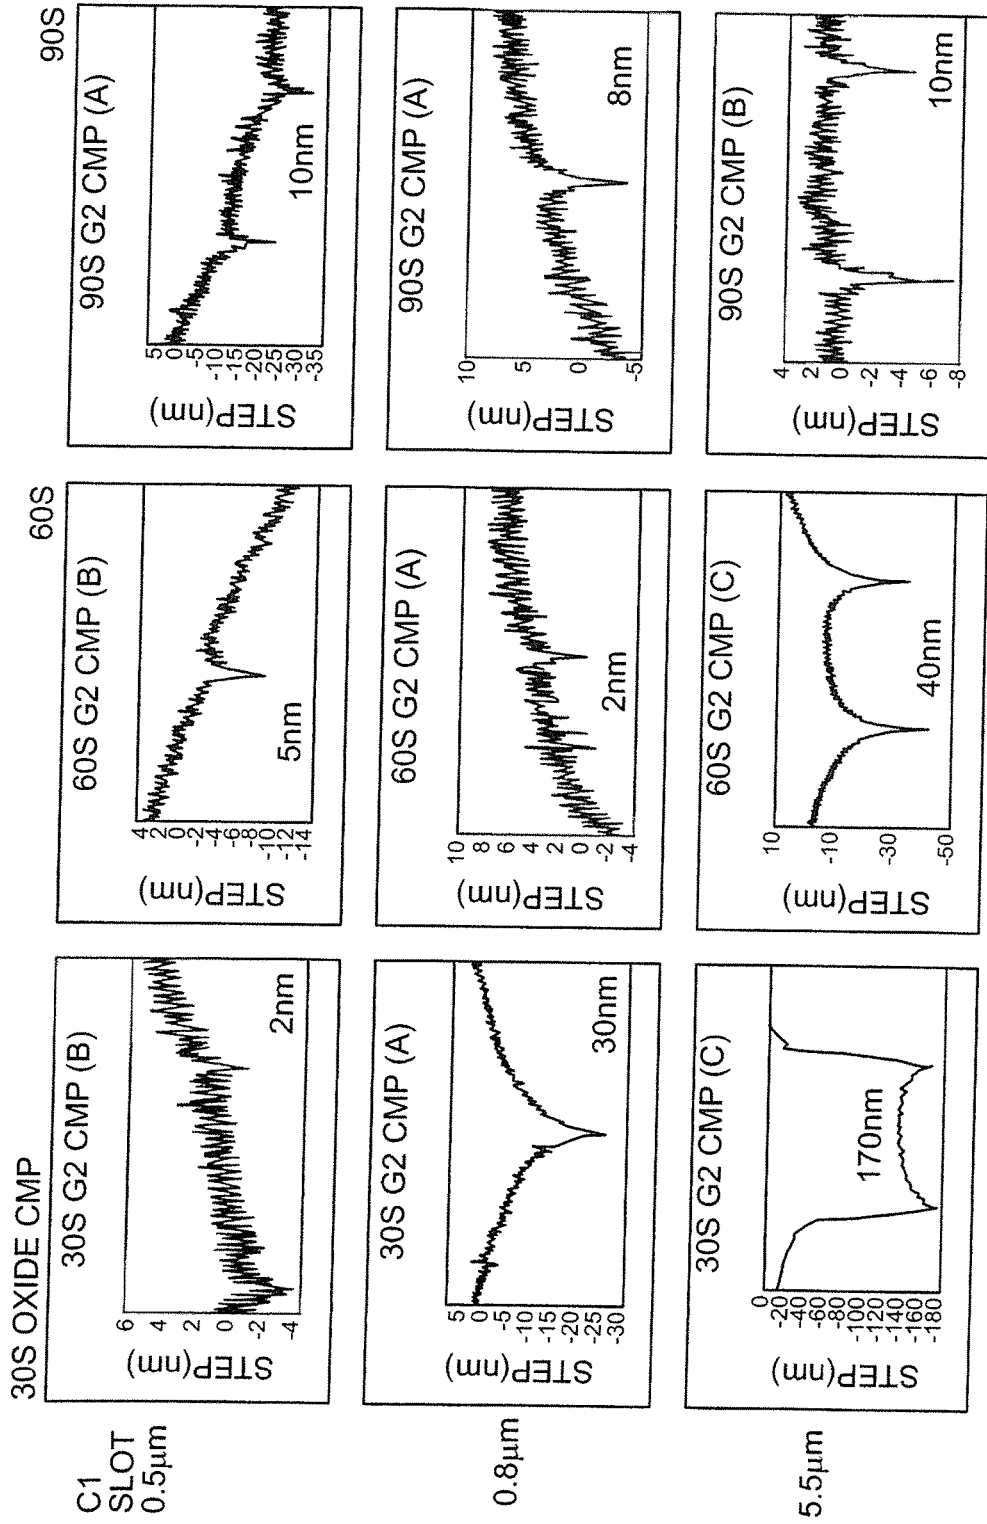 30S OXIDE CMP
60S
90S
C1
SLOT
0.5μm
30S G2 CMP (B)
STEP(nm)
6
4
2
0
-2
-4
2nm
60S G2 CMP (B)
STEP(nm)
4
2
0
-2
-4
-6
-8
-10
-12
-14
5nm
90S G2 CMP (A)
STEP(nm)
5
0
-5
-10
-15
-20
-25
-30
-35
10nm
0.8μm
30S G2 CMP (A)
STEP(nm)
5
0
-5
-10
-15
-20
-25
-30
30nm
60S G2 CMP (A)
STEP(nm)
10
8
6
4
2
0
-2
-4
2nm
90S G2 CMP (A)
STEP(nm)
10
5
0
-5
8nm
5.5μm
30S G2 CMP (C)
STEP(nm)
0
-20
-40
-60
-80
-100
-120
-140
-160
-180
170nm
60S G2 CMP (C)
STEP(nm)
10
-10
-30
-50
40nm
90S G2 CMP (B)
STEP(nm)
4
2
0
-2
-4
-6
-8
10nm